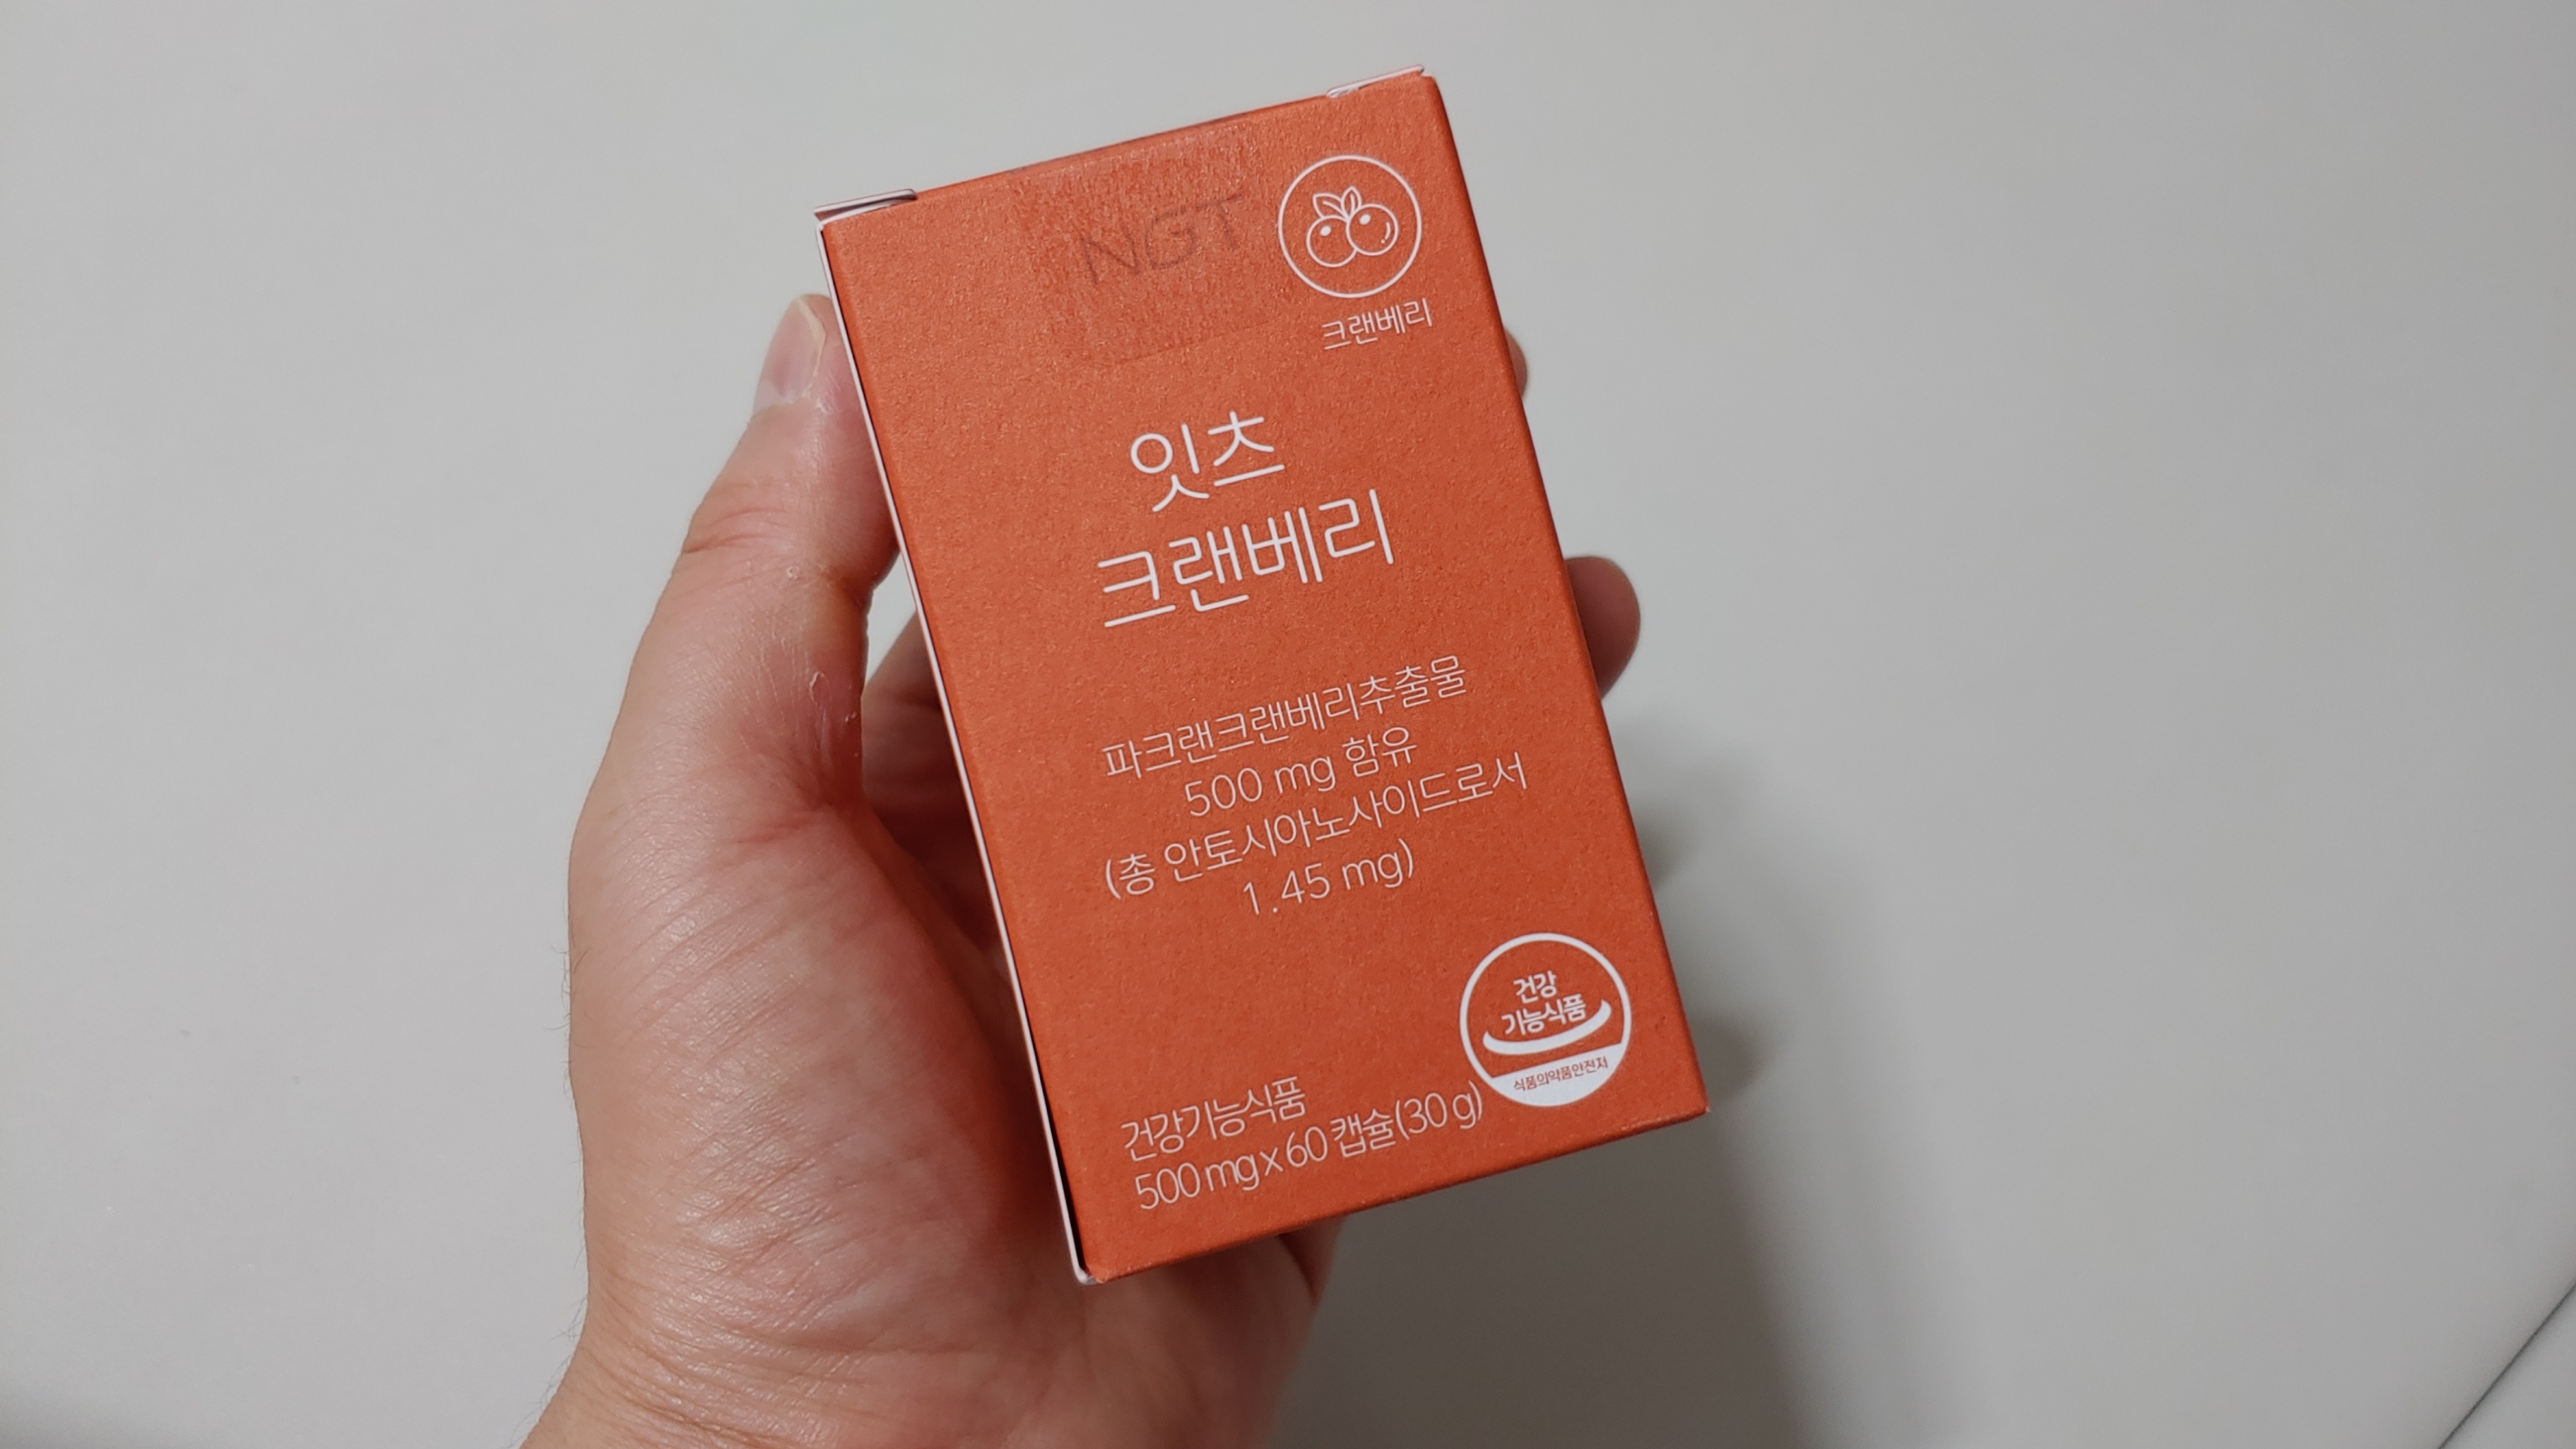 NGT
크랜베리
잇츠
크랜베리
파크랜크랜베리추출물
500 mg 함유
(총 안토시아노사이드로서
1.45 mg)
건강
기능식품
식품의약품안전처
건강기능식품
500 mg x 60 캡슐(30 g)